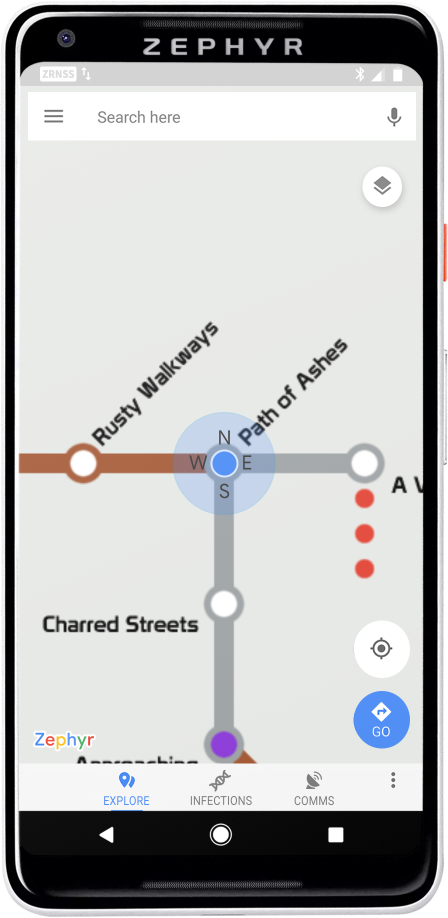 ZEPHYR
ZRNSS
Search here
Rusty Walkways
Path of Ashes
N
W E
S
A
Charred Streets
GO
Zephyr
Approaching
EXPLORE INFECTIONS COMMS